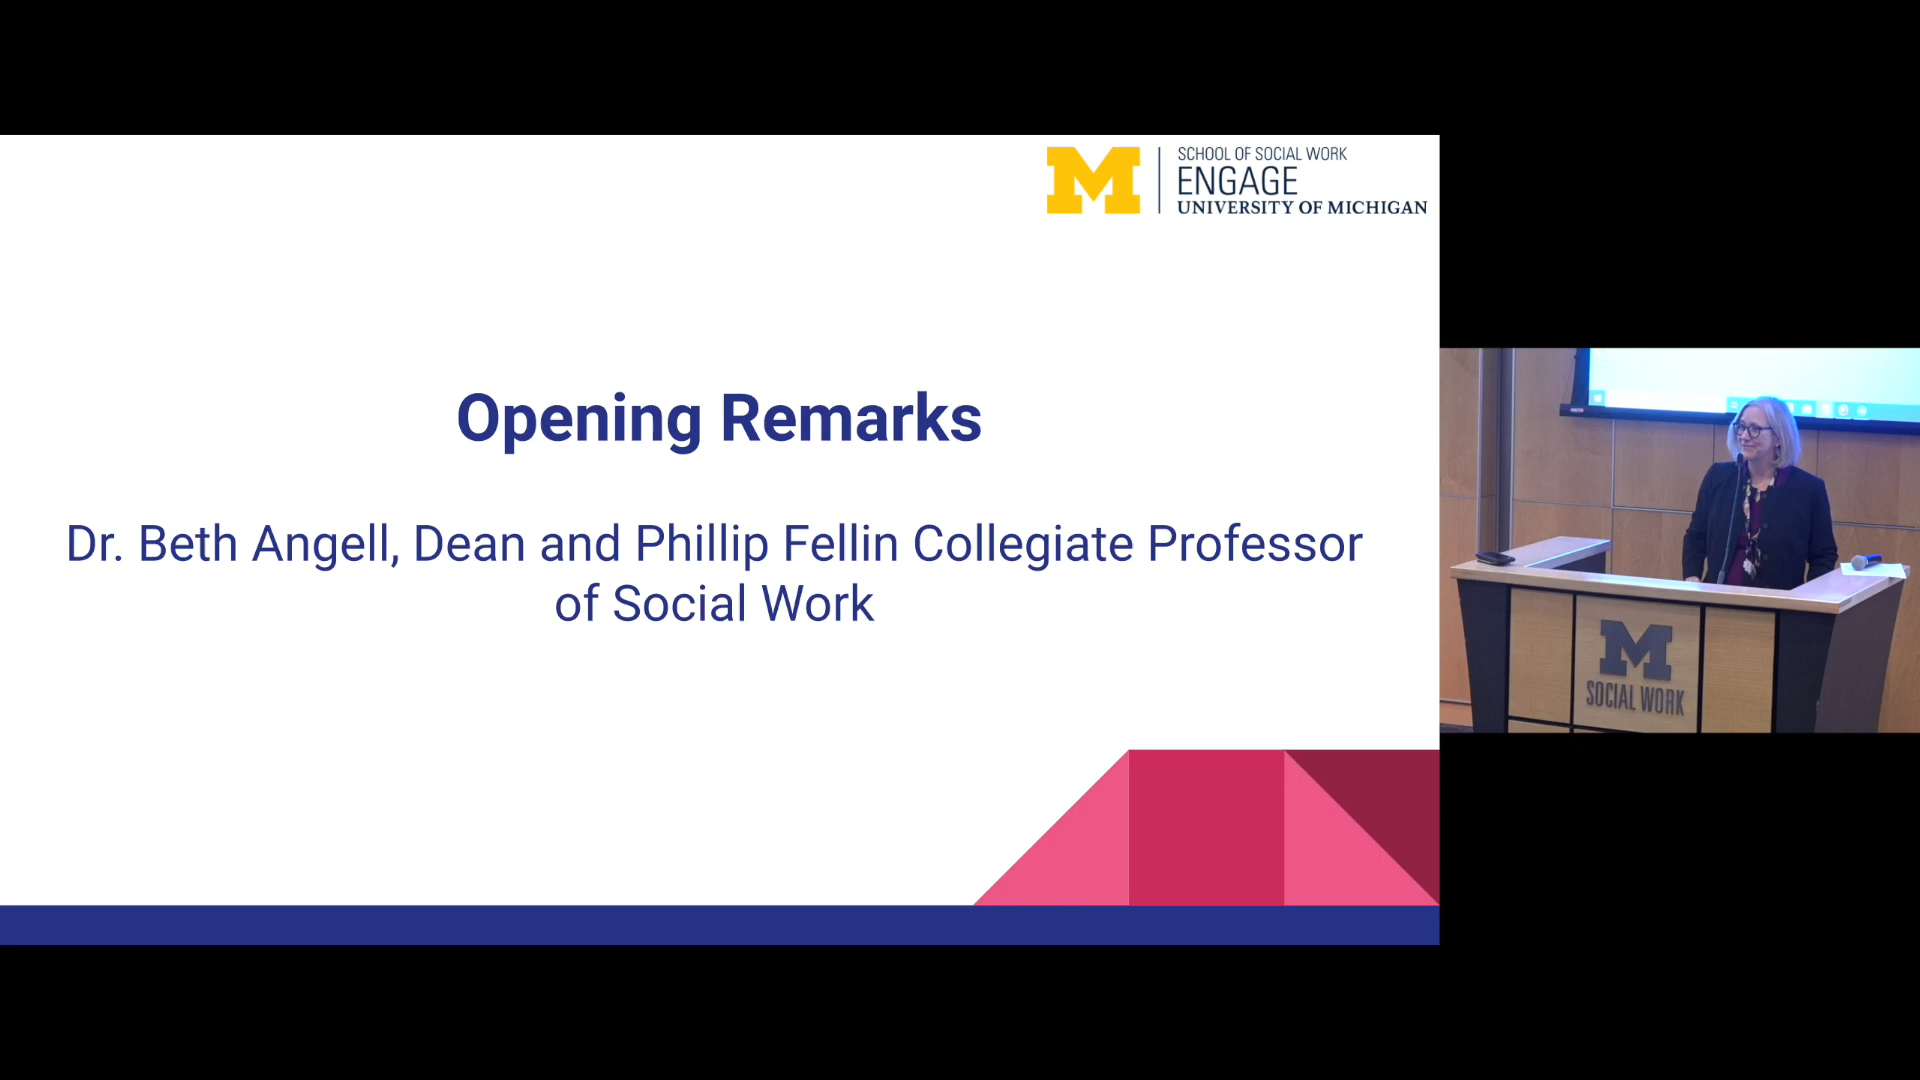 SCHOOL OF SOCIAL WORK
ENGAGE
UNIVERSITY OF MICHIGAN
Opening Remarks
Dr. Beth Angell, Dean and Phillip Fellin Collegiate Professor
of Social Work
M
SOCIAL WORK